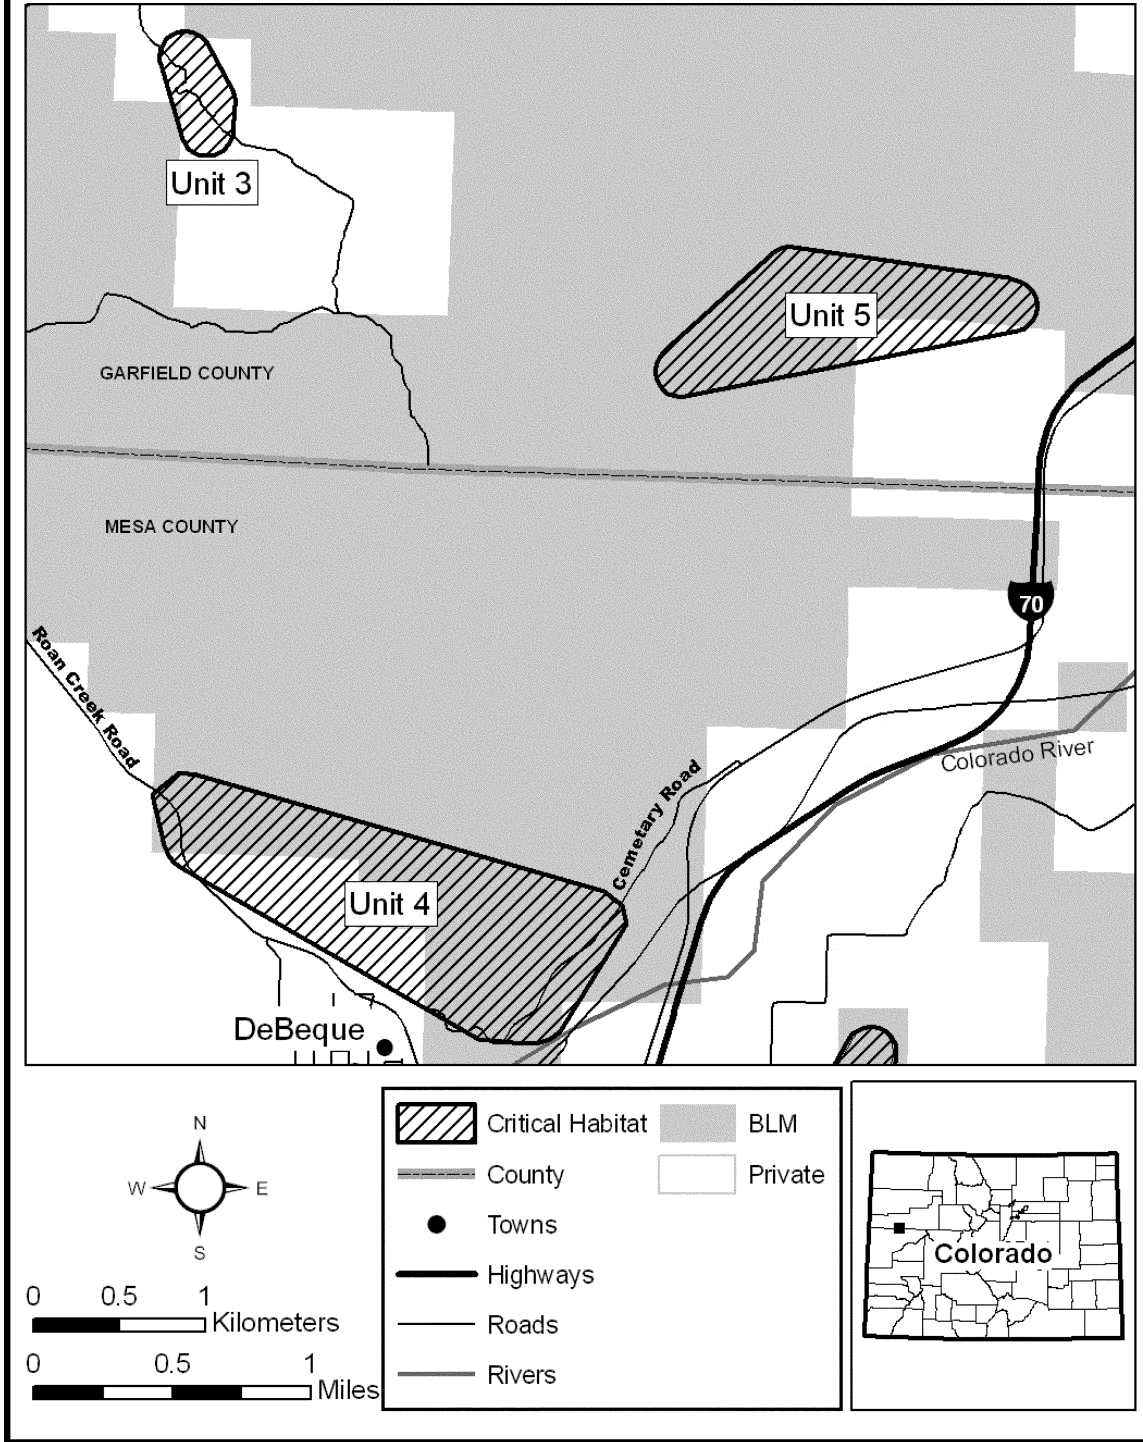 Unit 3
Unit 5
GARFIELD COUNTY
MESA COUNTY
70
Roan Creek Road
Colorado River
Cemetary Road
Unit 4
DeBeque
N
W E
S
0 0.5 1
Kilometers
0 0.5 1
Miles
Critical Habitat
BLM
County
Private
Towns
Highways
Roads
Rivers
Colorado